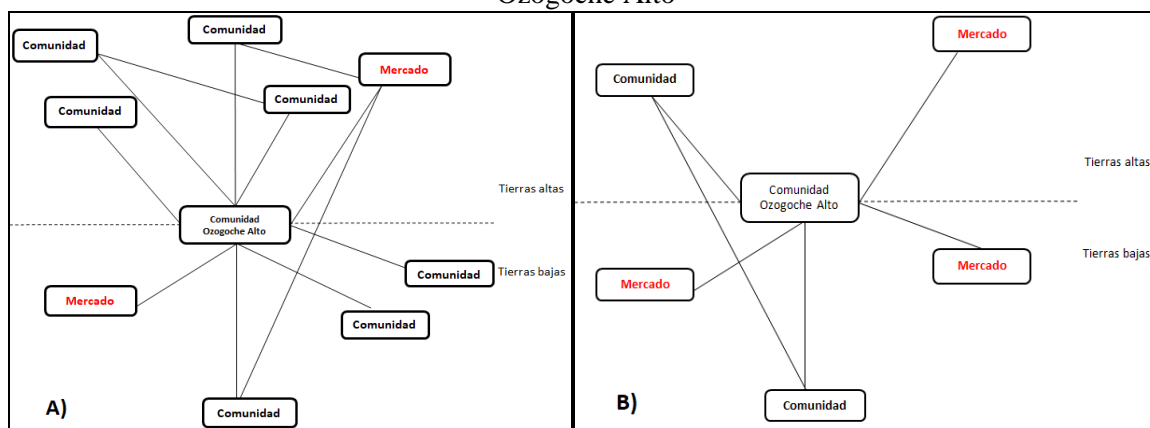 Ozogoche Alto
Comunidad
Comunidad
Mercado
Comunidad
Comunidad
Tierras altas
Comunidad
Ozogoche Alto
Tierras bajas
Comunidad
Mercado
Comunidad
Comunidad
A)
Mercado
Comunidad
Tierras altas
Comunidad
Ozogoche Alto
Tierras bajas
Mercado
Mercado
Comunidad
B)